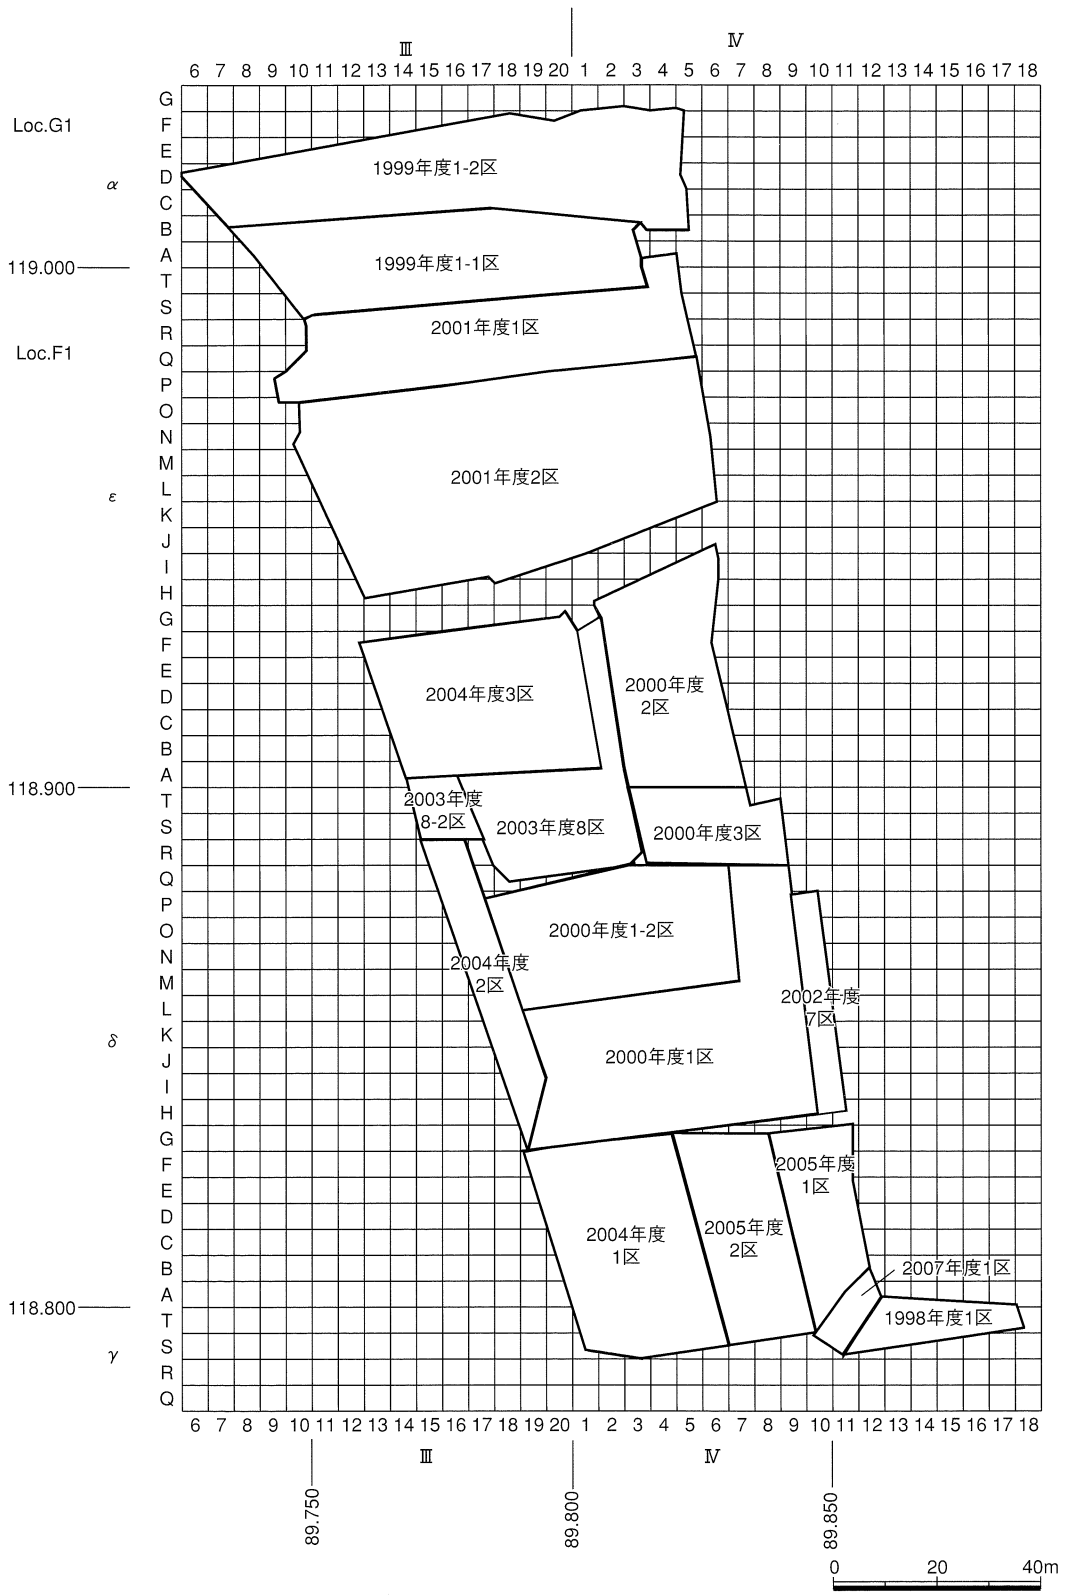 Ⅲ Ⅳ
6 7 8 9 10 11 12 13 14 15 16 17 18 19 20 1 2 3 4 5 6 7 8 9 10 11 12 13 14 15 16 17 18
G
Loc.G1 F
E
1999年度1-2区
α D
C
B
A
1999年度1-1区
119.000
T
S
2001年度1区
R
Loc.F1
Q
P
O
N
M
2001年度2区
L
ε
K
J
I
H
G
F
E
2004年度3区
2000年度
2区
D
C
B
A
118.900
T
2003年度
8-2区
2003年度8区
2000年度3区
S
R
Q
P
2000年度1-2区
O
N
2004年度
2区
M
2002年度
7区
L
K
δ
2000年度1区
J
I
H
G
F
2005年度
1区
E
D
2004年度
1区
2005年度
2区
C
B
2007年度1区
A
118.800
T
1998年度1区
S
γ
R
Q
6 7 8 9 10 11 12 13 14 15 16 17 18 19 20 1 2 3 4 5 6 7 8 9 10 11 12 13 14 15 16 17 18
Ⅲ Ⅳ
89.750
89.800
89.850
0 20 40m